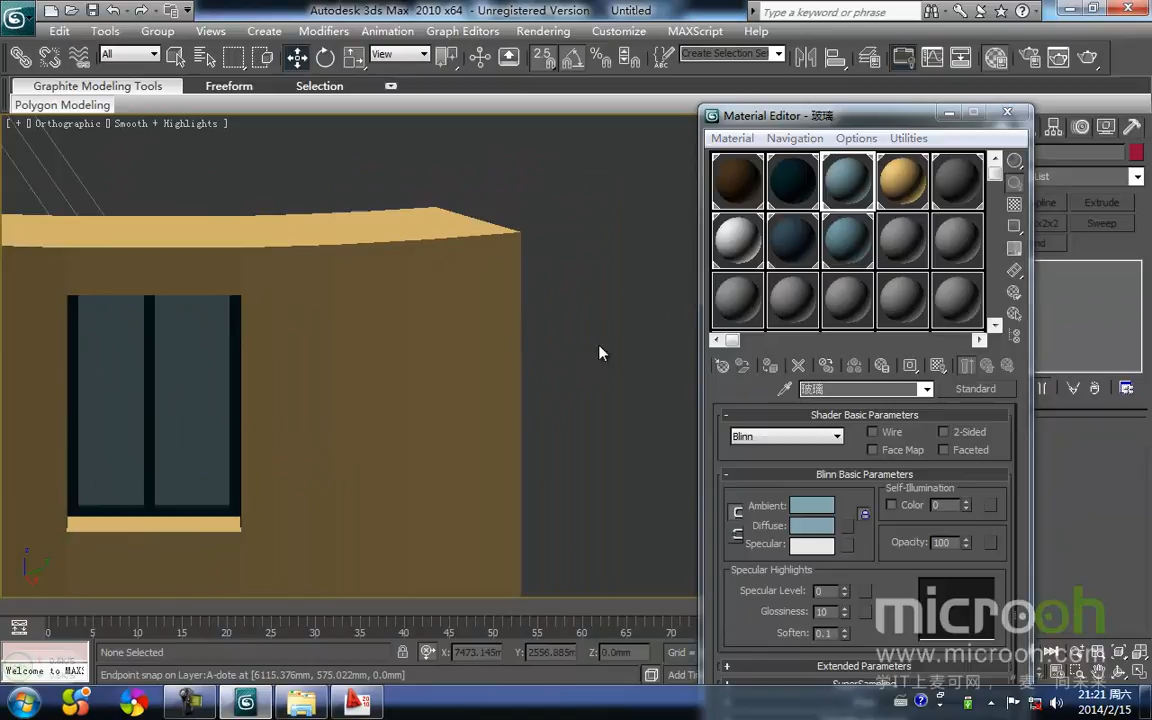 Autodesk 3ds Max 2010 x64 - Unregistered Version Untitled
Type a keyword or phrase
Edit Tools Group Views Create Modifiers Animation Graph Editors Rendering Customize MAXScript Help
All
View
2.5
Create Selection Se
Graphite Modeling Tools Freeform Selection
Polygon Modeling
[ + ] [ Orthographic ] [ Smooth + Highlights ]
Material Editor - 玻璃
Material Navigation Options Utilities
List
Extrude
Sweep
玻璃
Standard
- Shader Basic Parameters
Blinn
Wire 2-Sided
Face Map Faceted
- Blinn Basic Parameters
Self-Illumination
Ambient: Color 0
Diffuse:
Specular: Opacity: 100
Specular Highlights
Specular Level: 0
Glossiness: 10
Soften: 0.1
+ Extended Parameters
microoh
www.microoh.com
0 5 10 15 20 25 30 35 40 45 50 55 60 65 70
None Selected
X: 7473.145m Y: 2556.885m Z: 0.0mm Grid =
Welcome to MAX
Endpoint snap on Layer:A-dote at [6115.376mm, 575.022mm, 0.0mm]
Add Tim
21:21 周六
2014/2/15